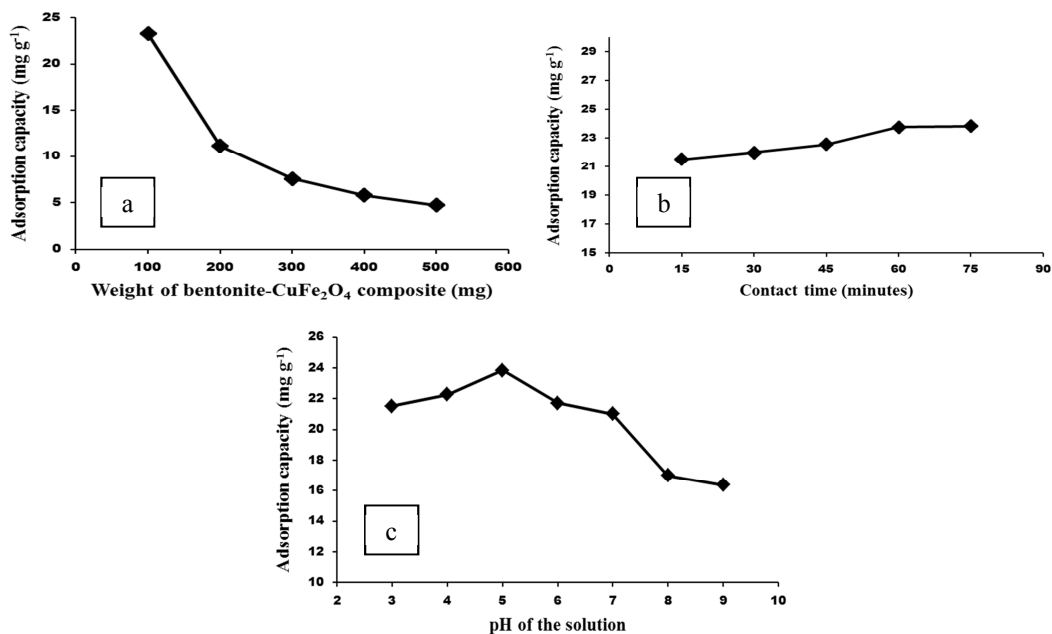 25
20
15
10
5
0
Adsorption capacity (mg g⁻¹)
a
0 100 200 300 400 500 600
Weight of bentonite-CuFe₂O₄ composite (mg)
29
27
25
23
21
19
17
15
Adsorption capacity (mg g⁻¹)
b
0 15 30 45 60 75 90
Contact time (minutes)
26
24
22
20
18
16
14
12
10
Adsorption capacity (mg g⁻¹)
c
2 3 4 5 6 7 8 9 10
pH of the solution